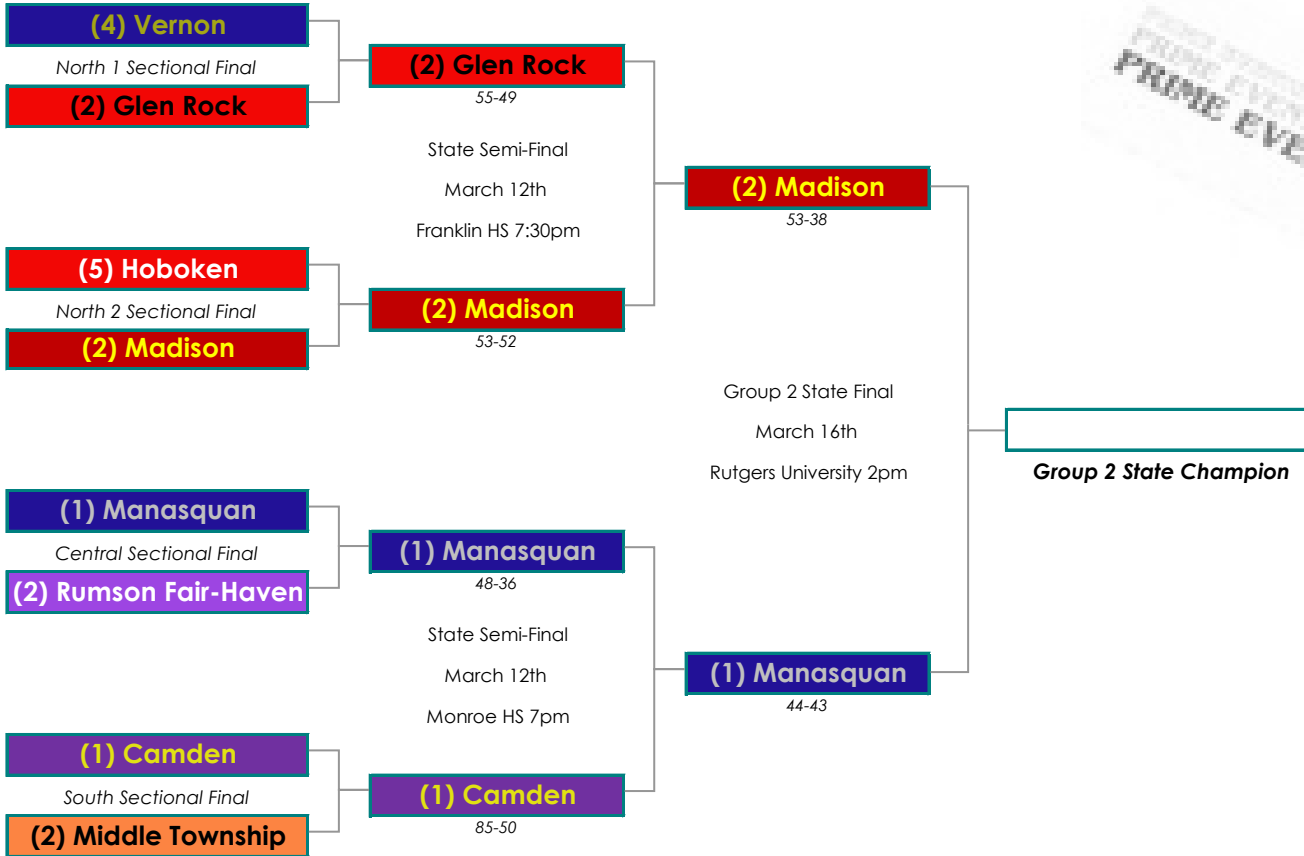 (4) Vernon
North 1 Sectional Final
(2) Glen Rock
(2) Glen Rock
55-49
State Semi-Final
March 12th
Franklin HS 7:30pm
(5) Hoboken
North 2 Sectional Final
(2) Madison
(2) Madison
53-52
(2) Madison
53-38
Group 2 State Final
March 16th
Rutgers University 2pm
Group 2 State Champion
(1) Manasquan
Central Sectional Final
(2) Rumson Fair-Haven
(1) Manasquan
48-36
State Semi-Final
March 12th
Monroe HS 7pm
(1) Camden
South Sectional Final
(2) Middle Township
(1) Camden
85-50
(1) Manasquan
44-43
PRIME EVEN
PRIME EVE